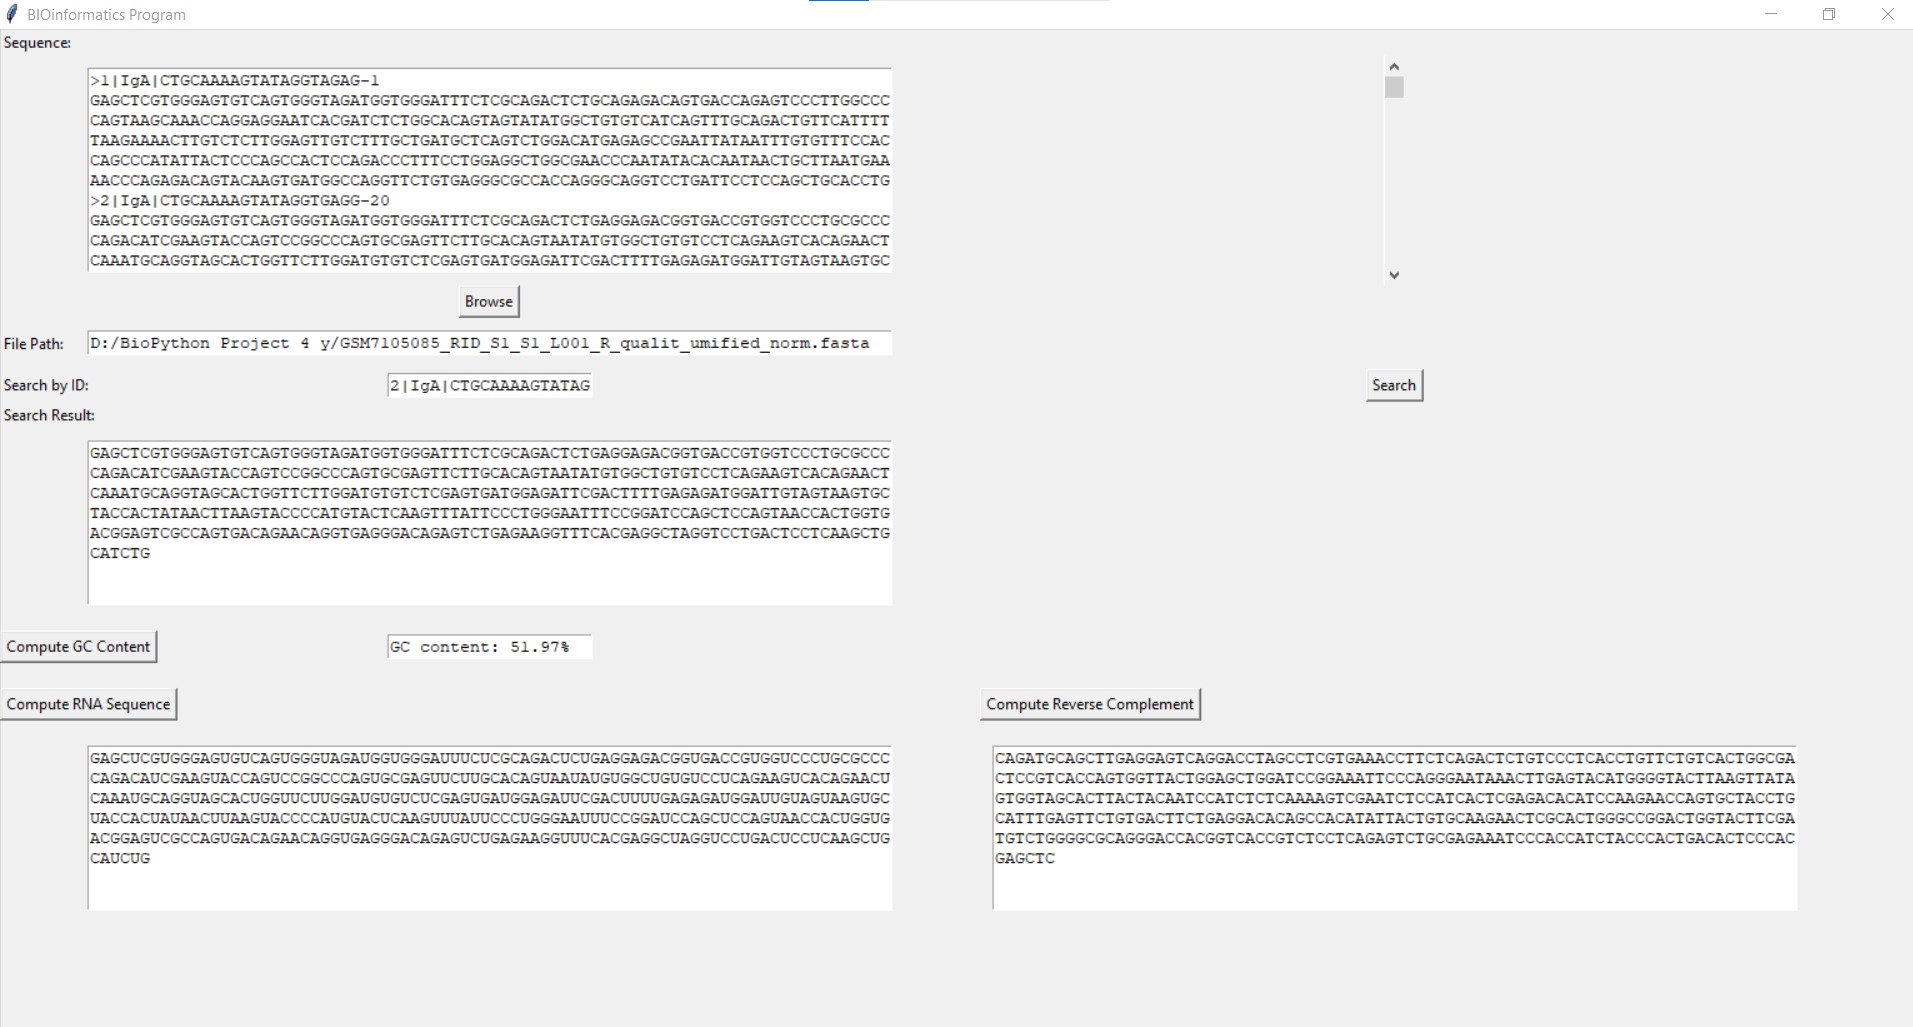 BIOinformatics Program
Sequence:
>1|IgA|CTGCAAAAGTATAGGTAGAG-1
GAGCTCGTGGGAGTGTCAGTGGGTAGATGGTGGGATTTCTCGCAGACTCTGCAGAGACAGTGACCAGAGTCCCTTGGCCC
CAGTAAGCAAACCAGGAGGAATCACGATCTCTGGCACAGTAGTATATGGCTGTGTCATCAGTTTGCAGACTGTTCATTTT
TAAGAAAACTTGTCTCTTGGAGTTGTCTTTGCTGATGCTCAGTCTGGACATGAGAGCCGAATTATAATTTGTGTTTCCAC
CAGCCCATATTACTCCCAGCCACTCCAGACCCTTTCCTGGAGGCTGGCGAACCCAATATACACAATAACTGCTTAATGAA
AACCCAGAGACAGTACAAGTGATGGCCAGGTTCTGTGAGGGCGCCACCAGGGCAGGTCCTGATTCCTCCAGCTGCACCTG
>2|IgA|CTGCAAAAGTATAGGTGAGG-20
GAGCTCGTGGGAGTGTCAGTGGGTAGATGGTGGGATTTCTCGCAGACTCTGAGGAGACGGTGACCGTGGTCCCTGCGCCC
CAGACATCGAAGTACCAGTCCGGCCCAGTGCGAGTTCTTGCACAGTAATATGTGGCTGTGTCCTCAGAAGTCACAGAACT
CAAATGCAGGTAGCACTGGTTCTTGGATGTGTCTCGAGTGATGGAGATTCGACTTTTGAGAGATGGATTGTAGTAAGTGC
Browse
File Path:
D:/BioPython Project 4 y/GSM7105085_RID_S1_S1_L001_R_qualit_umified_norm.fasta
Search by ID:
2|IgA|CTGCAAAAGTATAG
Search
Search Result:
GAGCTCGTGGGAGTGTCAGTGGGTAGATGGTGGGATTTCTCGCAGACTCTGAGGAGACGGTGACCGTGGTCCCTGCGCCC
CAGACATCGAAGTACCAGTCCGGCCCAGTGCGAGTTCTTGCACAGTAATATGTGGCTGTGTCCTCAGAAGTCACAGAACT
CAAATGCAGGTAGCACTGGTTCTTGGATGTGTCTCGAGTGATGGAGATTCGACTTTTGAGAGATGGATTGTAGTAAGTGC
TACCACTATAACTTAAGTACCCCATGTACTCAAGTTTATTCCCTGGGAATTTCCGGATCCAGCTCCAGTAACCACTGGTG
ACGGAGTCGCCAGTGACAGAACAGGTGAGGGACAGAGTCTGAGAAGGTTTCACGAGGCTAGGTCCTGACTCCTCAAGCTG
CATCTG
Compute GC Content
GC content: 51.97%
Compute RNA Sequence
Compute Reverse Complement
GAGCUCGUGGGAGUGUCAGUGGGUAGAUGGUGGGAUUUCUCGCAGACUCUGAGGAGACGGUGACCGUGGUCCCUGCGCCC
CAGACAUCGAAGUACCAGUCCGGCCCAGUGCGAGUUCUUGCACAGUAAUAUGUGGCUGUGUCCUCAGAAGUCACAGAACU
CAAAUGCAGGUAGCACUGGUUCUUGGAUGUGUCUCGAGUGAUGGAGAUUCGACUUUUGAGAGAUGGAUUGUAGUAAGUGC
UACCACUAUAACUUAAGUACCCCAUGUACUCAAGUUUAUUCCCUGGGAAUUUCCGGAUCCAGCUCCAGUAACCACUGGUG
ACGGAGUCGCCAGUGACAGAACAGGUGAGGGACAGAGUCUGAGAAGGUUUCACGAGGCUAGGUCCUGACUCCUCAAGCUG
CAUCUG
CAGATGCAGCTTGAGGAGTCAGGACCTAGCCTCGTGAAACCTTCTCAGACTCTGTCCCTCACCTGTTCTGTCACTGGCGA
CTCCGTCACCAGTGGTTACTGGAGCTGGATCCGGAAATTCCCAGGGAATAAACTTGAGTACATGGGGTACTTAAGTTATA
GTGGTAGCACTTACTACAATCCATCTCTCAAAAGTCGAATCTCCATCACTCGAGACACATCCAAGAACCAGTGCTACCTG
CATTTGAGTTCTGTGACTTCTGAGGACACAGCCACATATTACTGTGCAAGAACTCGCACTGGGCCGGACTGGTACTTCGA
TGTCTGGGGCGCAGGGACCACGGTCACCGTCTCCTCAGAGTCTGCGAGAAATCCCACCATCTACCCACTGACACTCCCAC
GAGCTC